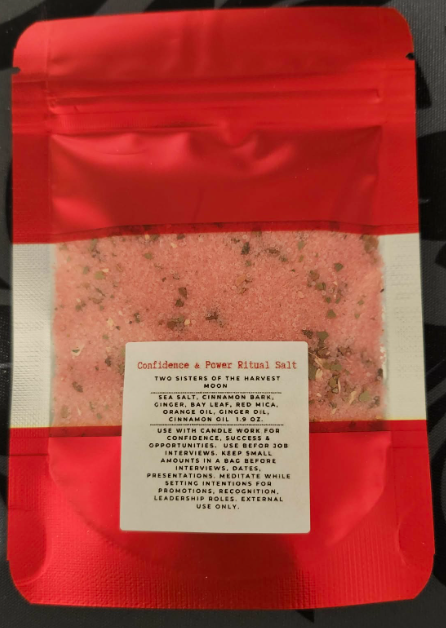 Confidence & Power Ritual Salt
TWO SISTERS OF THE HARVEST
MOON
SEA SALT, CINNAMON BARK,
GINGER, BAY LEAF, RED MICA,
ORANGE OIL, GINGER OIL,
CINNAMON OIL 1.9 OZ.
USE WITH CANDLE WORK FOR
CONFIDENCE, SUCCESS &
OPPORTUNITIES. USE BEFOR JOB
INTERVIEWS. KEEP SMALL
AMOUNTS IN A BAG BEFORE
INTERVIEWS, DATES,
PRESENTATIONS. MEDITATE WHILE
SETTING INTENTIONS FOR
PROMOTIONS, RECOGNITION,
LEADERSHIP ROLES. EXTERNAL
USE ONLY.